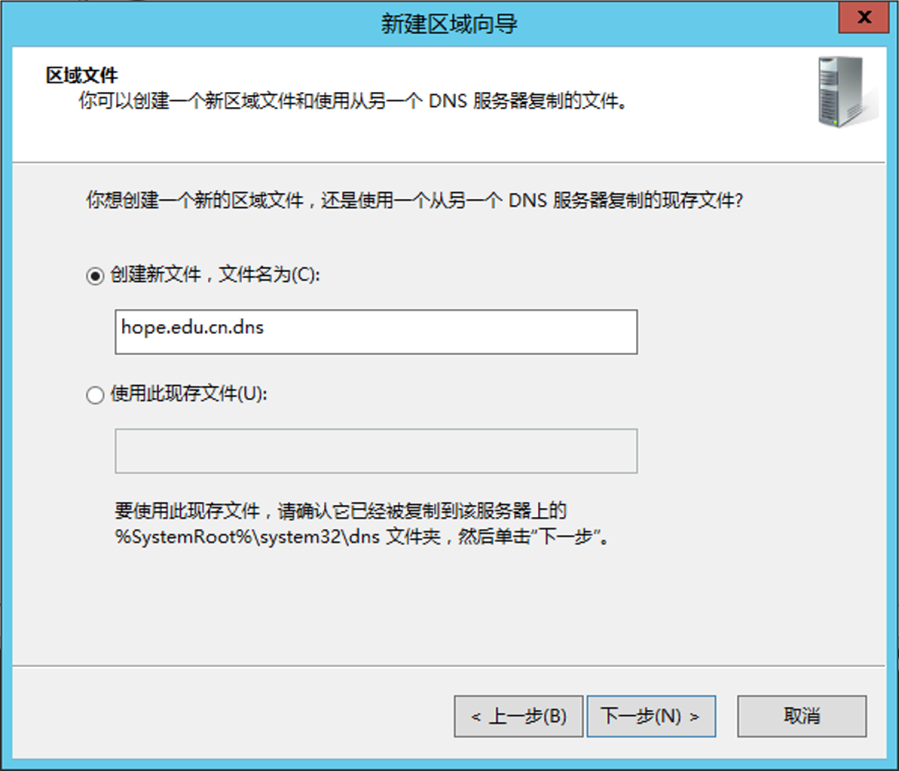 新建区域向导
x
区域文件
你可以创建一个新区域文件和使用从另一个 DNS 服务器复制的文件。
你想创建一个新的区域文件，还是使用一个从另一个 DNS 服务器复制的现存文件?
创建新文件，文件名为(C):
hope.edu.cn.dns
使用此现存文件(U):
要使用此现存文件，请确认它已经被复制到该服务器上的
%SystemRoot%\system32\dns 文件夹，然后单击“下一步”。
< 上一步(B) 下一步(N) > 取消